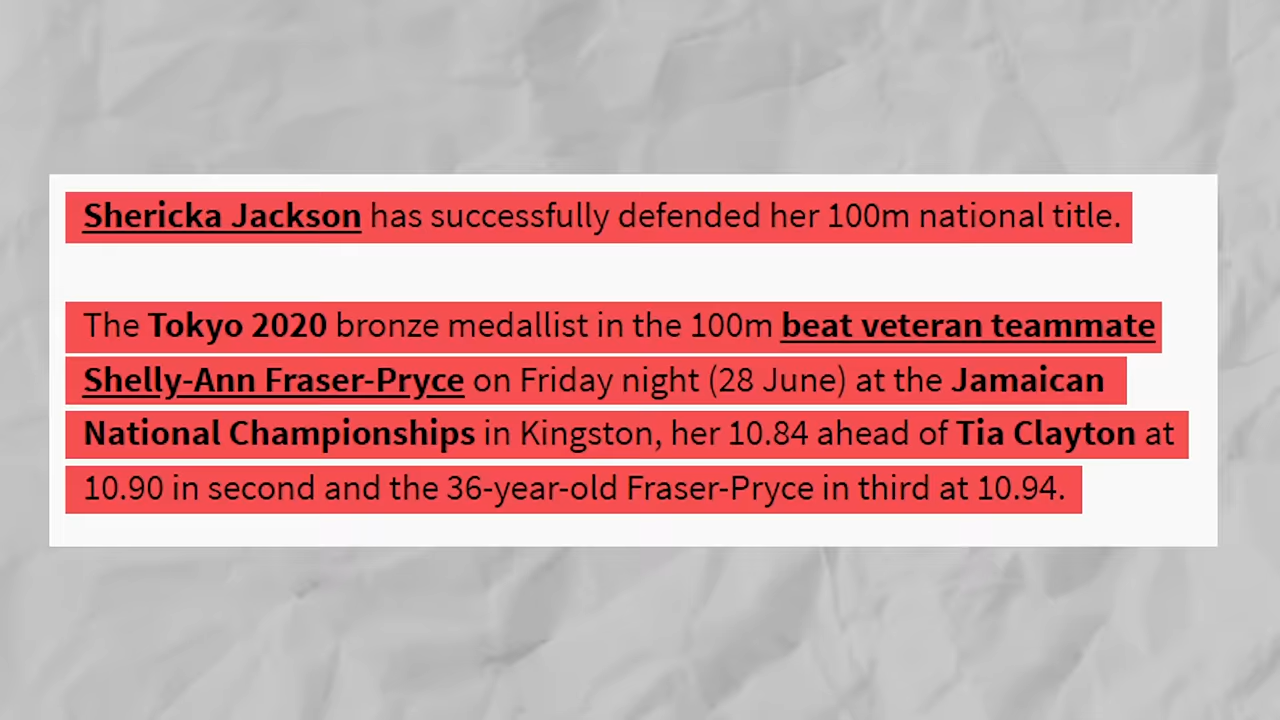 Shericka Jackson has successfully defended her 100m national title.
The Tokyo 2020 bronze medallist in the 100m beat veteran teammate
Shelly-Ann Fraser-Pryce on Friday night (28 June) at the Jamaican
National Championships in Kingston, her 10.84 ahead of Tia Clayton at
10.90 in second and the 36-year-old Fraser-Pryce in third at 10.94.